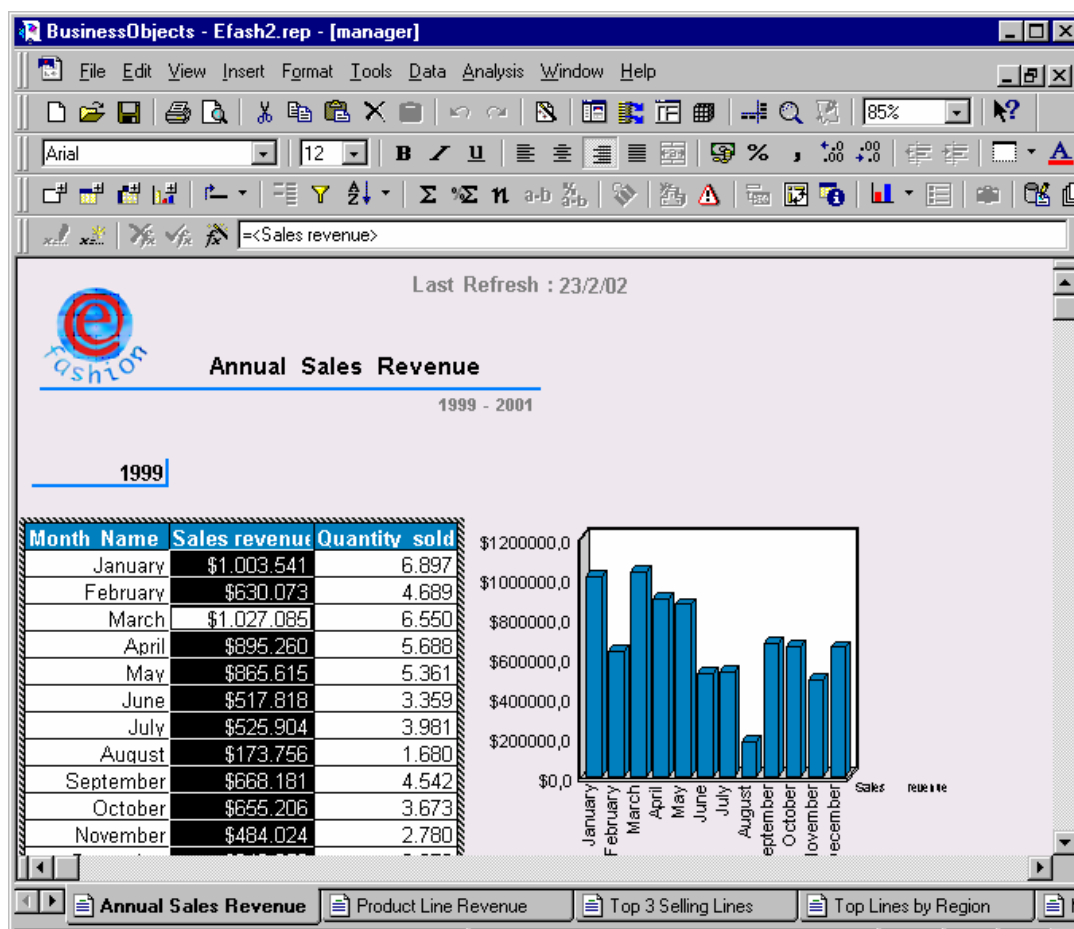 BusinessObjects - Efash2.rep - [manager]
File Edit View Insert Format Tools Data Analysis Window Help
85%
Arial 12 B I U % , .00 .00 A
Σ %Σ n a-b
=<Sales revenue>
Last Refresh : 23/2/02
e fashion
Annual Sales Revenue
1999 - 2001
1999
Month Name Sales revenue Quantity sold
January $1.003.541 6.897
February $630.073 4.689
March $1.027.085 6.550
April $895.260 5.688
May $865.615 5.361
June $517.818 3.359
July $525.904 3.981
August $173.756 1.680
September $668.181 4.542
October $655.206 3.673
November $484.024 2.780
$1200000,0
$1000000,0
$800000,0
$600000,0
$400000,0
$200000,0
$0,0
January February March April May June July August eptember October lovember ecember
Sales revenue
Annual Sales Revenue Product Line Revenue Top 3 Selling Lines Top Lines by Region